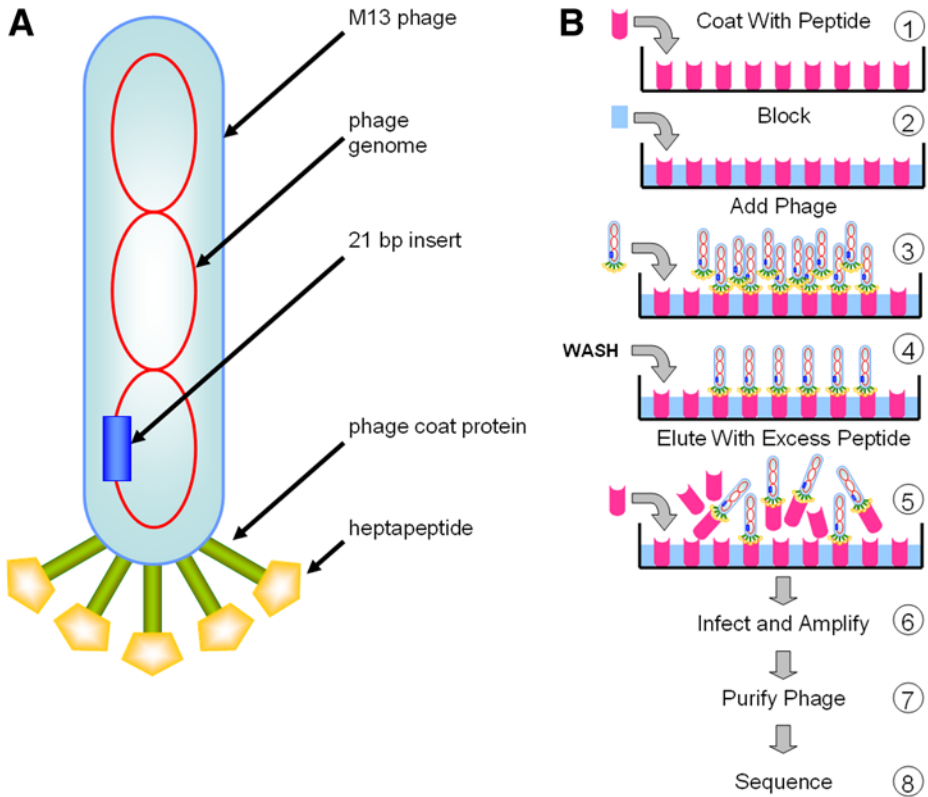 A
M13 phage
phage
genome
21 bp insert
phage coat protein
heptapeptide
B
Coat With Peptide
1
Block
2
Add Phage
3
WASH
4
Elute With Excess Peptide
5
Infect and Amplify
6
Purify Phage
7
Sequence
8